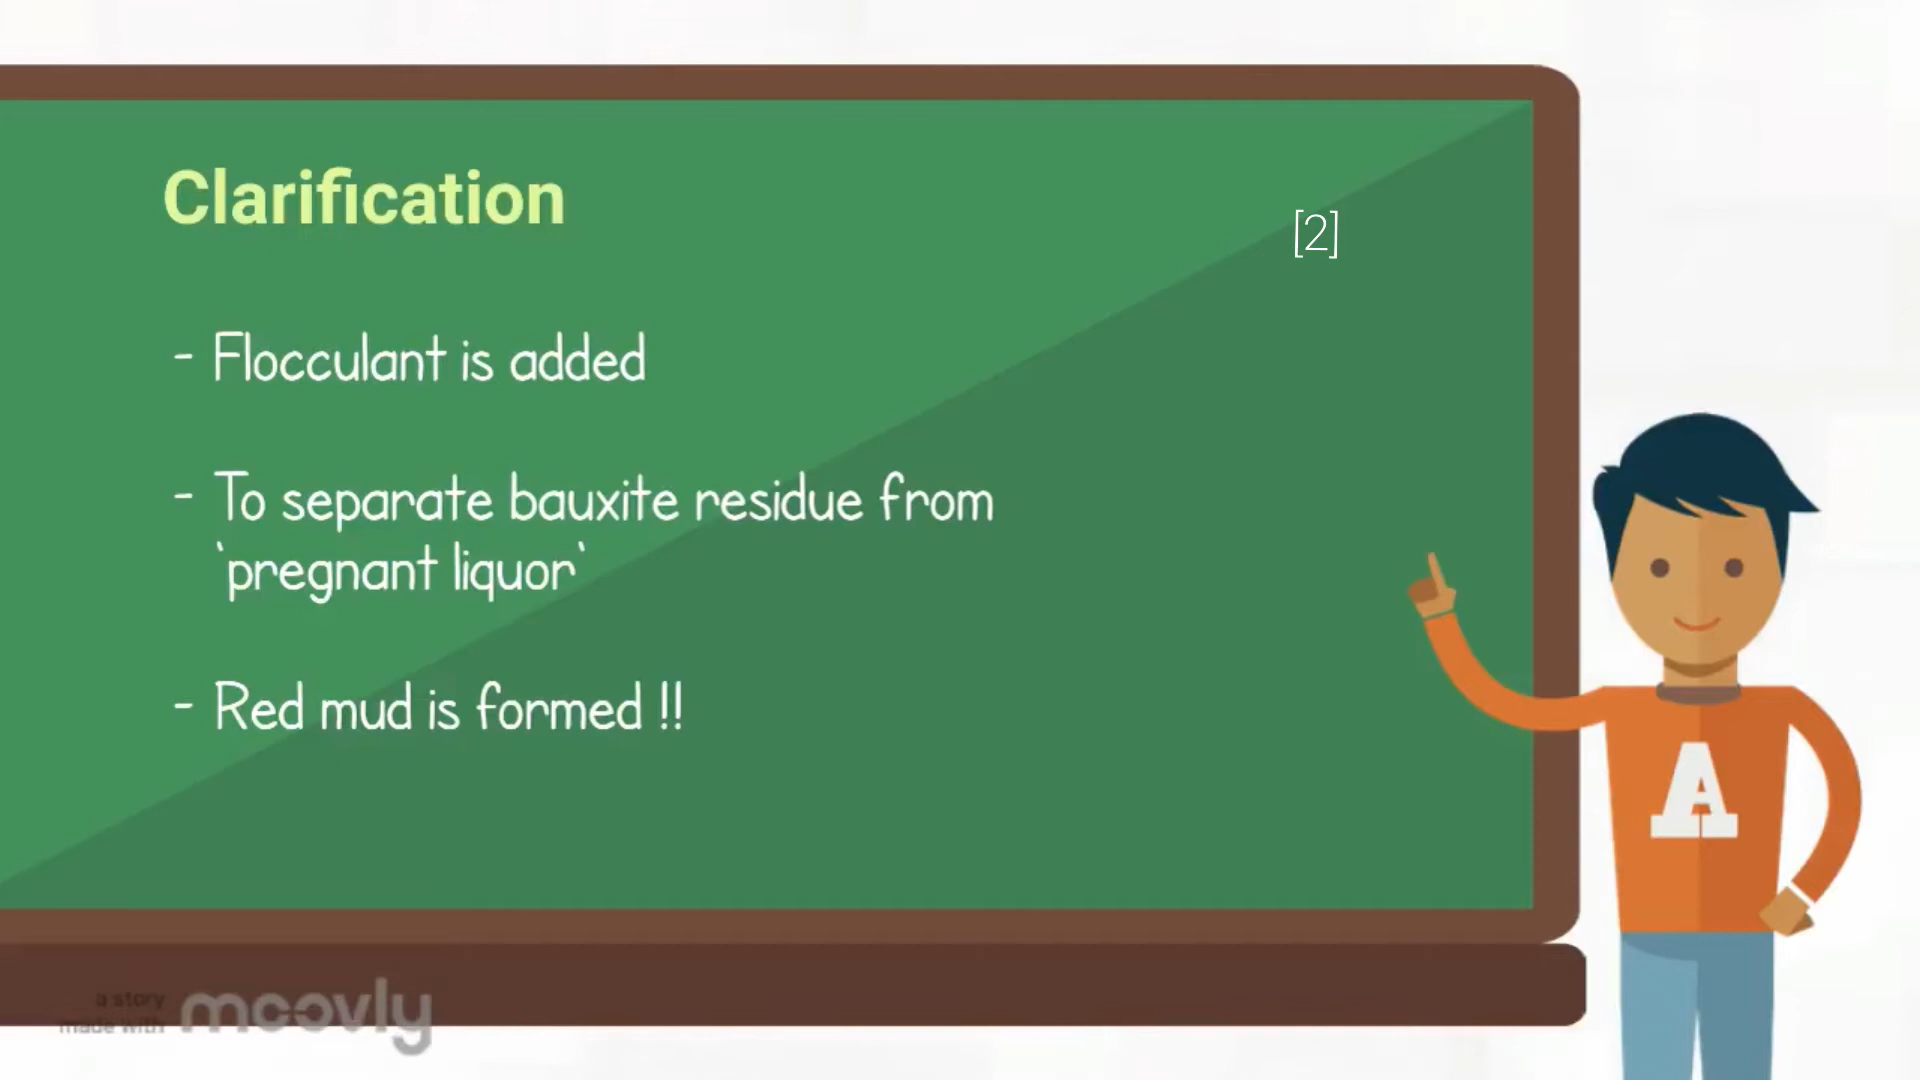 Clarification
[2]
- Flocculant is added
- To separate bauxite residue from
‘pregnant liquor‘
- Red mud is formed !!
A
a story
made with moovly